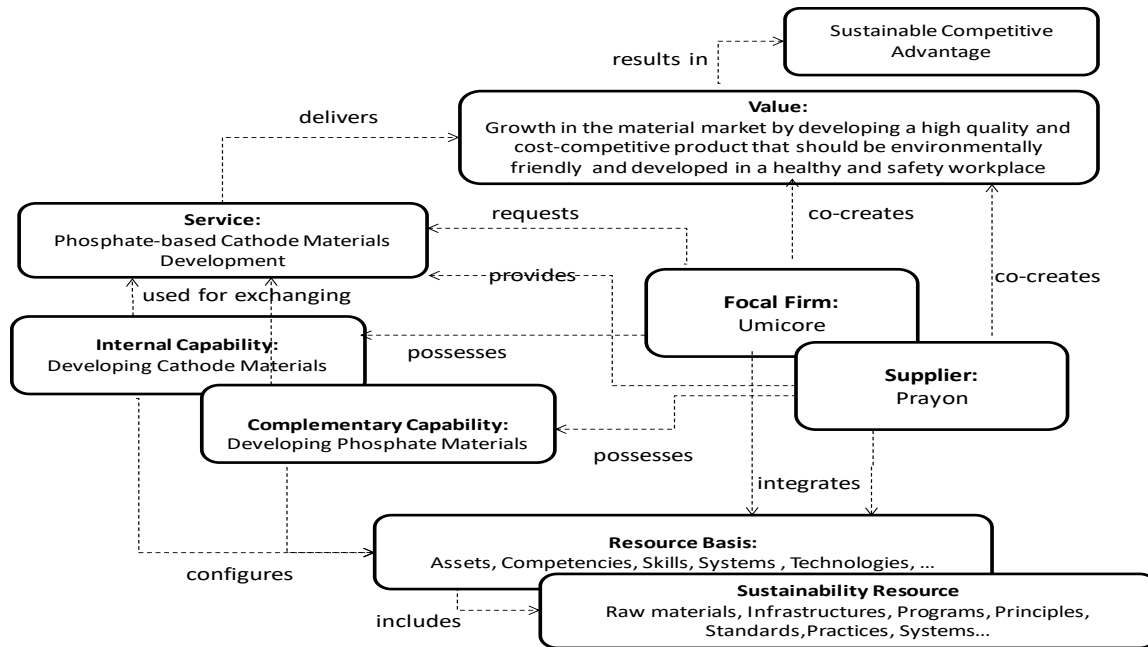 Sustainable Competitive
Advantage
results in
Value:
Growth in the material market by developing a high quality and
cost-competitive product that should be environmentally
friendly and developed in a healthy and safety workplace
delivers
Service:
Phosphate-based Cathode Materials
Development
requests
co-creates
provides
co-creates
used for exchanging
Focal Firm:
Umicore
Internal Capability:
Developing Cathode Materials
possesses
Supplier:
Prayon
Complementary Capability:
Developing Phosphate Materials
possesses
integrates
Resource Basis:
Assets, Competencies, Skills, Systems , Technologies, ...
configures
Sustainability Resource
Raw materials, Infrastructures, Programs, Principles,
Standards,Practices, Systems...
includes